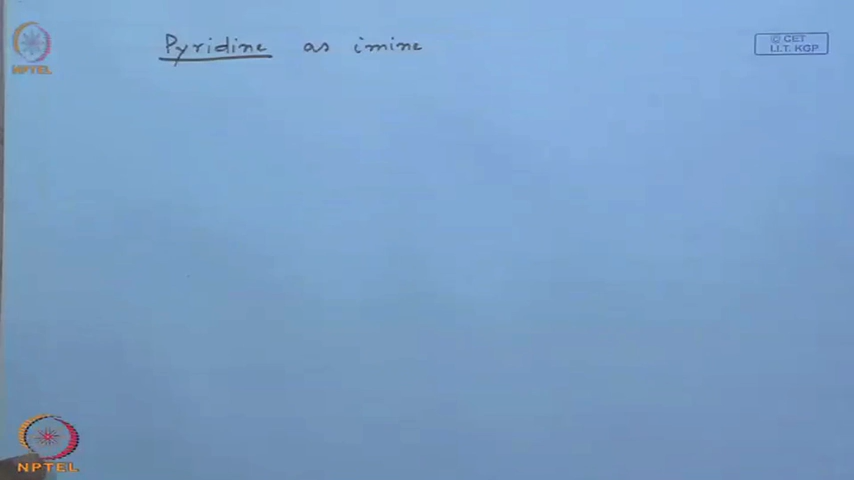 Pyridine as imine
© CET
I.I.T. KGP
NPTEL
NPTEL